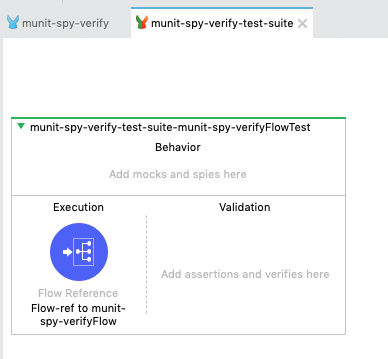 munit-spy-verify
munit-spy-verify-test-suite
munit-spy-verify-test-suite-munit-spy-verifyFlowTest
Behavior
Add mocks and spies here
Execution
Validation
Flow Reference
Flow-ref to munit-
spy-verifyFlow
Add assertions and verifies here